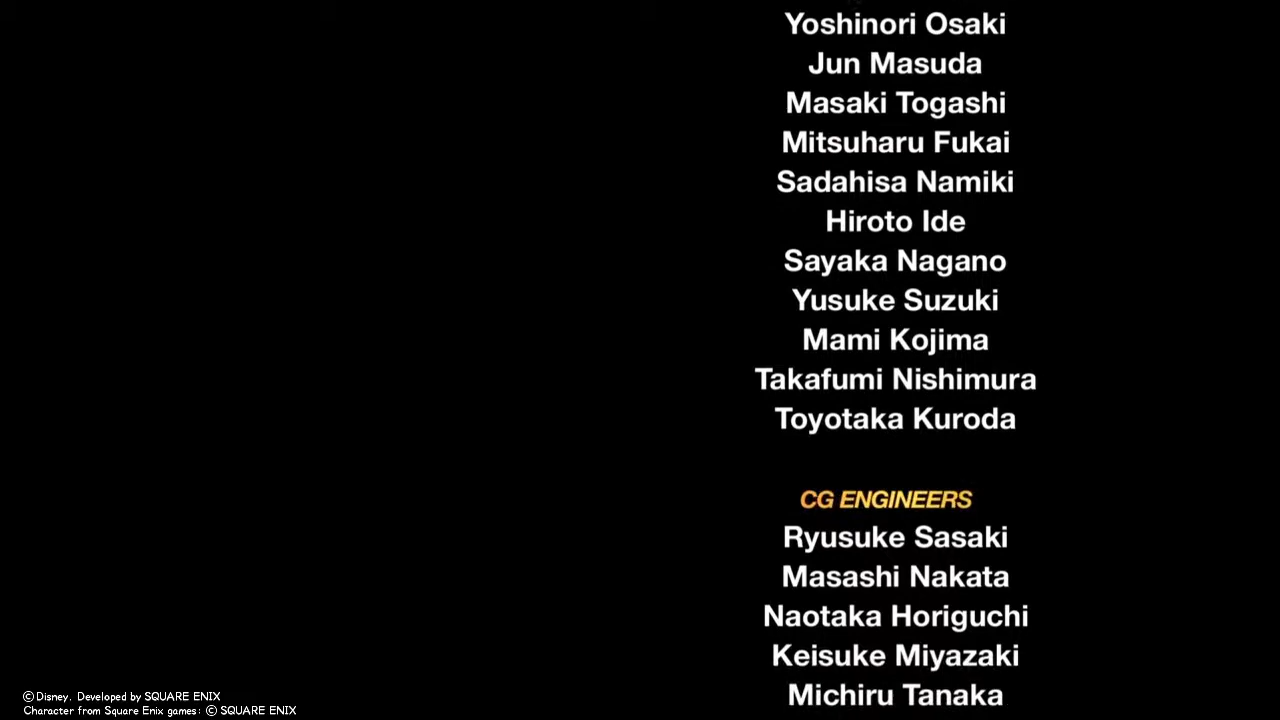 Yoshinori Osaki
Jun Masuda
Masaki Togashi
Mitsuharu Fukai
Sadahisa Namiki
Hiroto Ide
Sayaka Nagano
Yusuke Suzuki
Mami Kojima
Takafumi Nishimura
Toyotaka Kuroda
CG ENGINEERS
Ryusuke Sasaki
Masashi Nakata
Naotaka Horiguchi
Keisuke Miyazaki
Michiru Tanaka
©Disney. Developed by SQUARE ENIX
Character from Square Enix games: © SQUARE ENIX